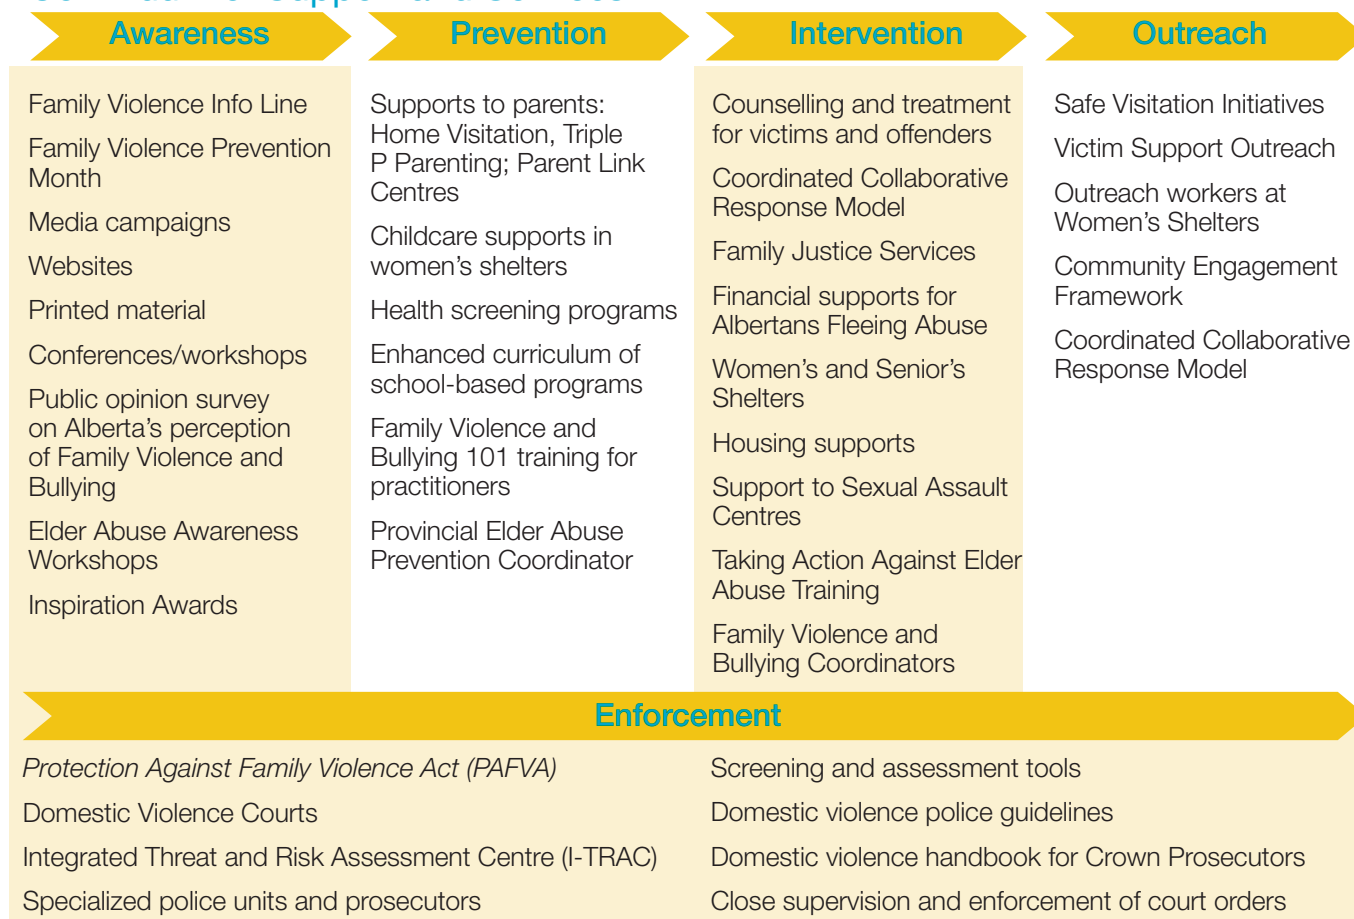 Awareness
Family Violence Info Line
Family Violence Prevention
Month
Media campaigns
Websites
Printed material
Conferences/workshops
Public opinion survey
on Alberta's perception
of Family Violence and
Bullying
Elder Abuse Awareness
Workshops
Inspiration Awards
Prevention
Supports to parents:
Home Visitation, Triple
P Parenting; Parent Link
Centres
Childcare supports in
women's shelters
Health screening programs
Enhanced curriculum of
school-based programs
Family Violence and
Bullying 101 training for
practitioners
Provincial Elder Abuse
Prevention Coordinator
Intervention
Counselling and treatment
for victims and offenders
Coordinated Collaborative
Response Model
Family Justice Services
Financial supports for
Albertans Fleeing Abuse
Women's and Senior's
Shelters
Housing supports
Support to Sexual Assault
Centres
Taking Action Against Elder
Abuse Training
Family Violence and
Bullying Coordinators
Outreach
Safe Visitation Initiatives
Victim Support Outreach
Outreach workers at
Women's Shelters
Community Engagement
Framework
Coordinated Collaborative
Response Model
Enforcement
Protection Against Family Violence Act (PAFVA)
Domestic Violence Courts
Integrated Threat and Risk Assessment Centre (I-TRAC)
Specialized police units and prosecutors
Screening and assessment tools
Domestic violence police guidelines
Domestic violence handbook for Crown Prosecutors
Close supervision and enforcement of court orders